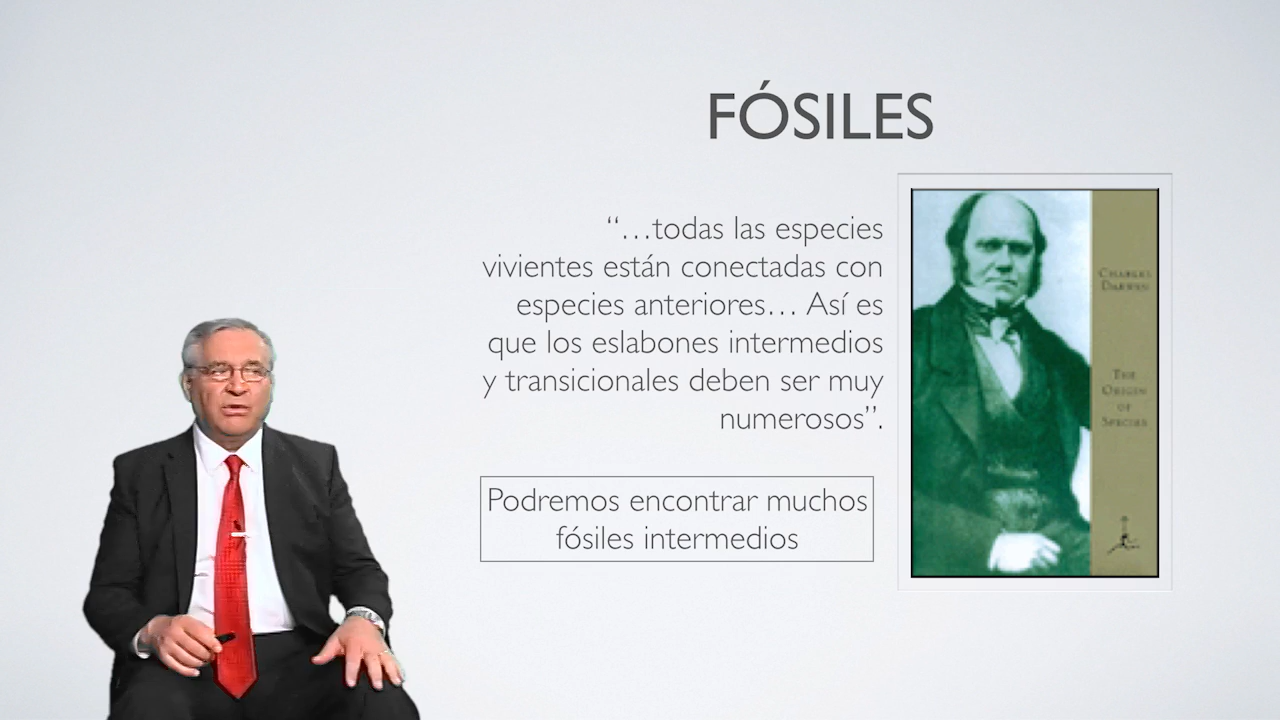 FÓSILES
“…todas las especies
vivientes están conectadas con
especies anteriores… Así es
que los eslabones intermedios
y transicionales deben ser muy
numerosos”.
Podremos encontrar muchos
fósiles intermedios
CHARLES
DARWIN
THE
ORIGIN
OF
SPECIES